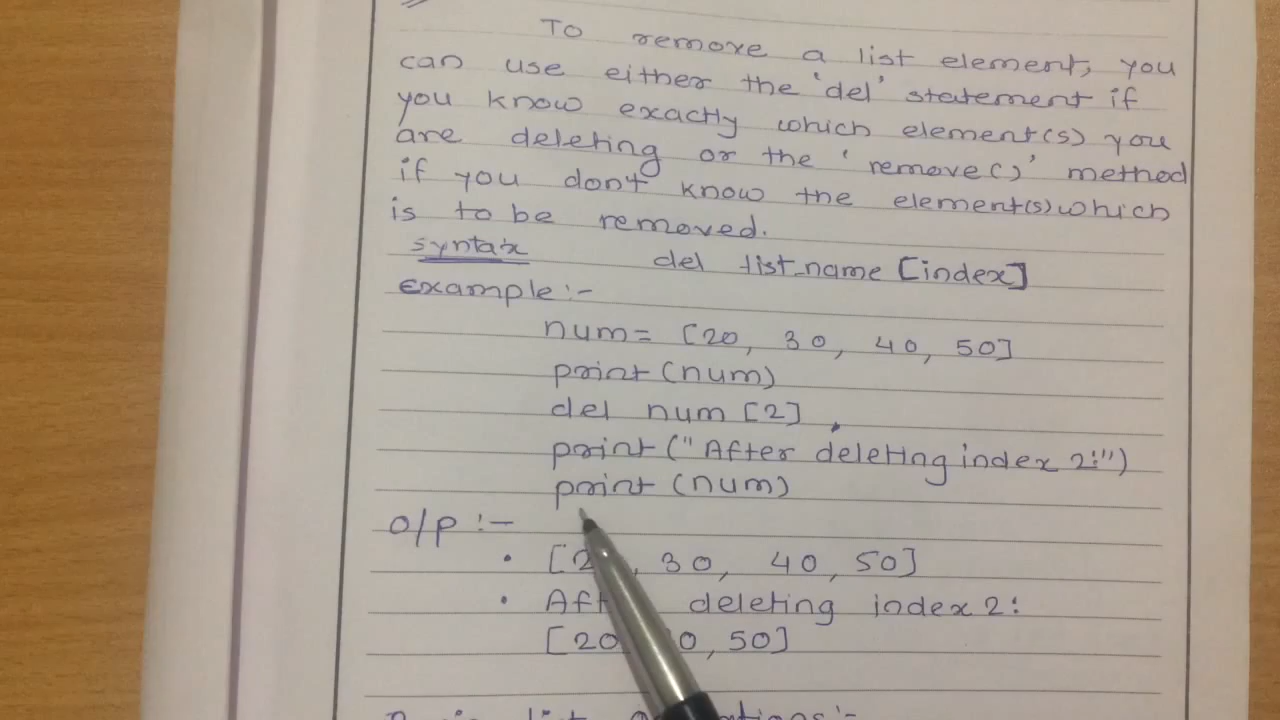 To remove a list element, you
can use either the 'del' statement if
you know exactly which element(s) you
are deleting or the 'remove()' method
if you don't know the element(s) which
is to be removed.
syntax del list_name [index]
example:-
num = [20, 30, 40, 50]
print (num)
del num [2]
print ("After deleting index 2:")
print (num)
o/p :-
• [2 , 30, 40, 50]
• Aft deleting index 2:
[20, 0, 50]
list